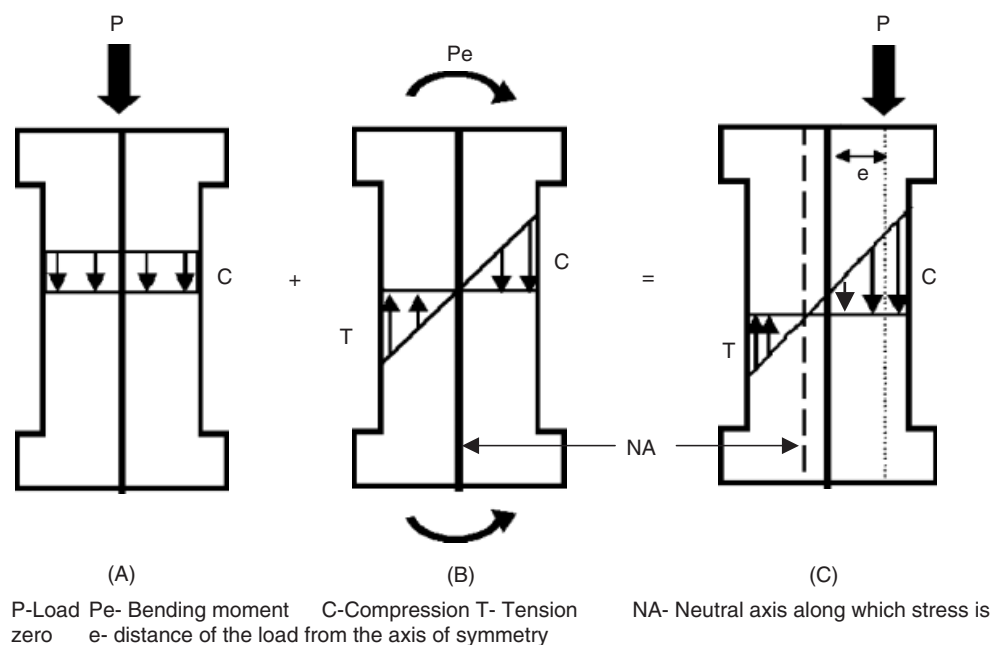 P
P
Pe
e
C
+
C
=
C
T
T
NA
(A)
(B)
(C)
P-Load Pe- Bending moment C-Compression T- Tension NA- Neutral axis along which stress is
zero e- distance of the load from the axis of symmetry